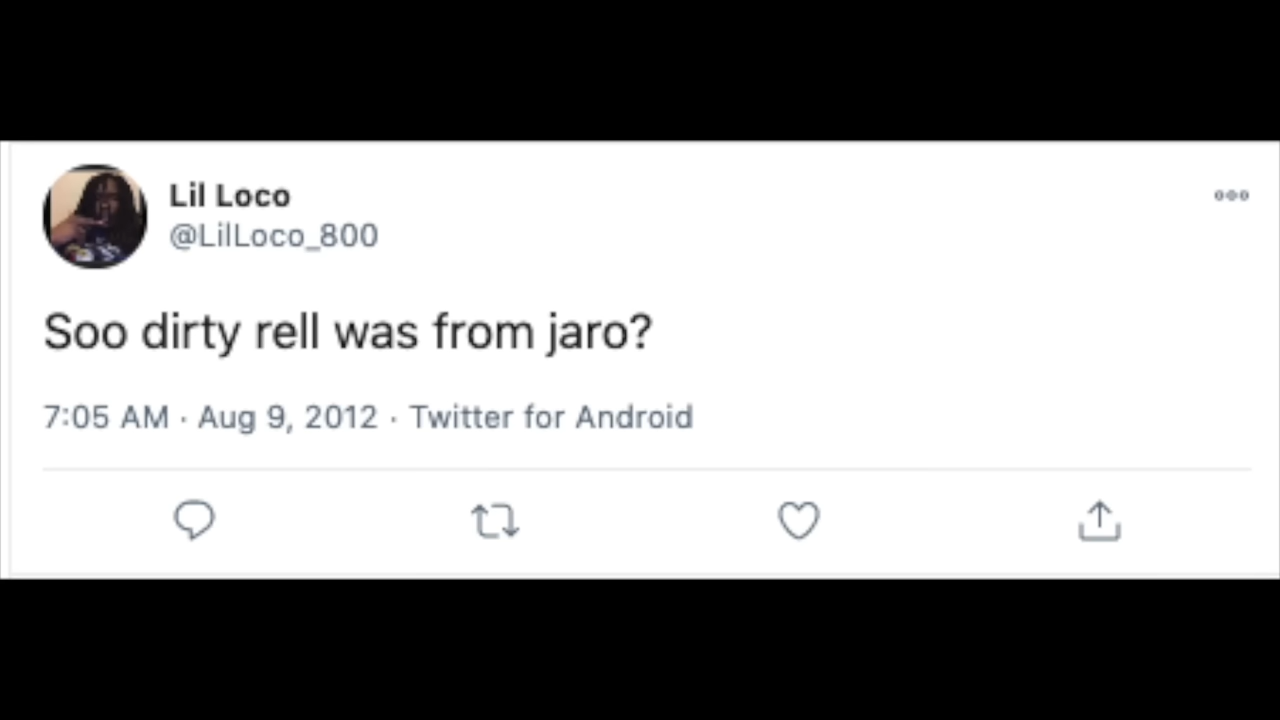 Lil Loco
@LilLoco_800
Soo dirty rell was from jaro?
7:05 AM · Aug 9, 2012 · Twitter for Android